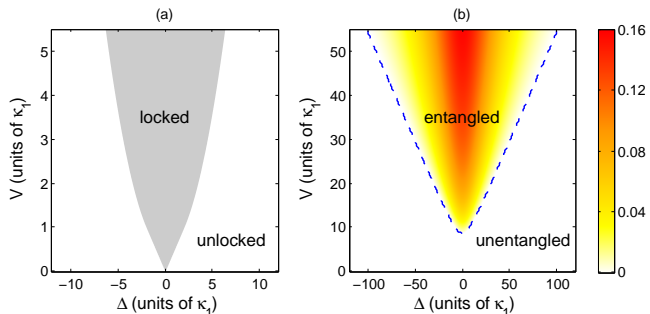 (a)
V (units of κ₁)
5
4
3
2
1
0
locked
unlocked
−10
−5
0
5
10
Δ (units of κ₁)
(b)
V (units of κ₁)
50
40
30
20
10
0
entangled
unentangled
−100
−50
0
50
100
Δ (units of κ₁)
0.16
0.12
0.08
0.04
0